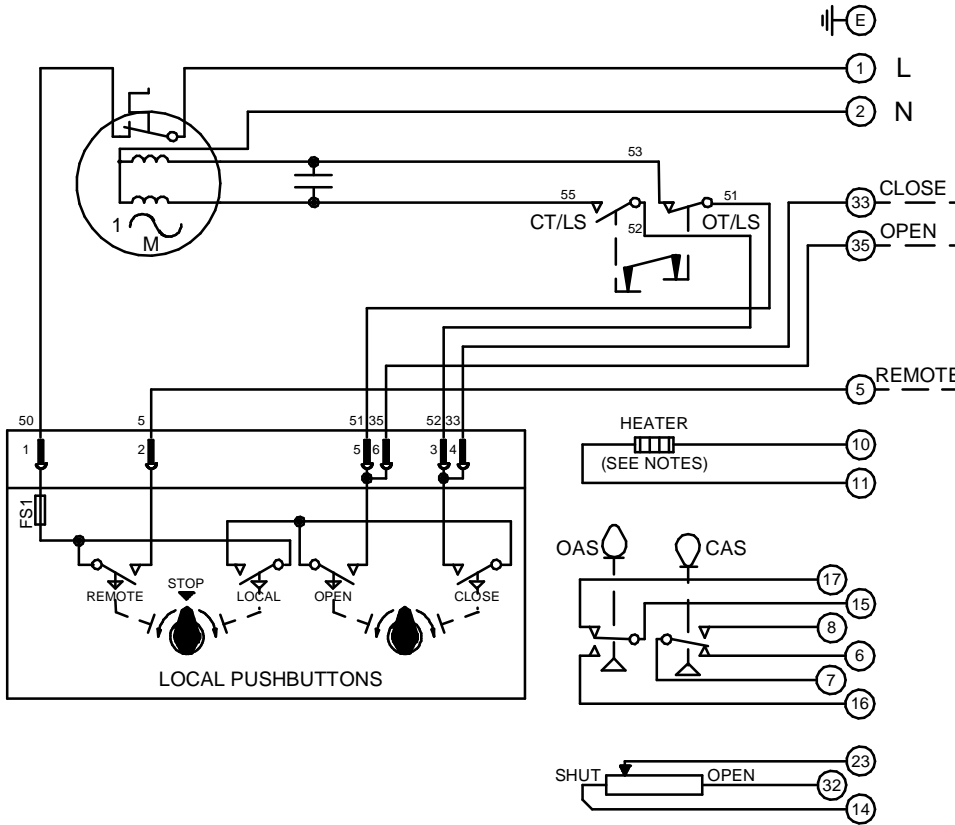 E
1 L
2 N
53
55
51
CT/LS
OT/LS
52
33 CLOSE
35 OPEN
1
M
5 REMOTE
50
5
51 35
52 33
1
2
5 6
3 4
FS1
HEATER
(SEE NOTES)
10
11
REMOTE
STOP
LOCAL
OPEN
CLOSE
LOCAL PUSHBUTTONS
OAS
CAS
17
15
8
6
7
16
SHUT
OPEN
23
32
14